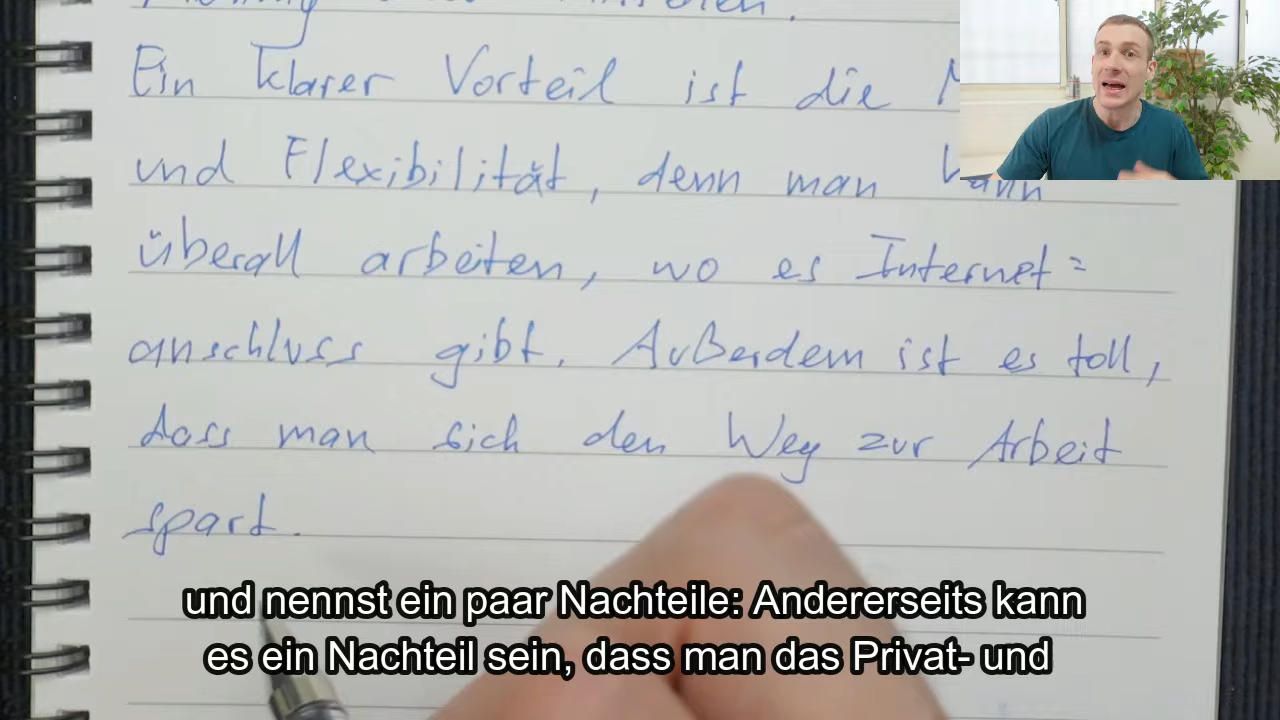 Ein klarer Vorteil ist die
und Flexibilität, denn man kann
überall arbeiten, wo es Internet=
anschluss gibt. Außerdem ist es toll,
dass man sich den Weg zur Arbeit
spart.
und nennst ein paar Nachteile: Andererseits kann
es ein Nachteil sein, dass man das Privat- und